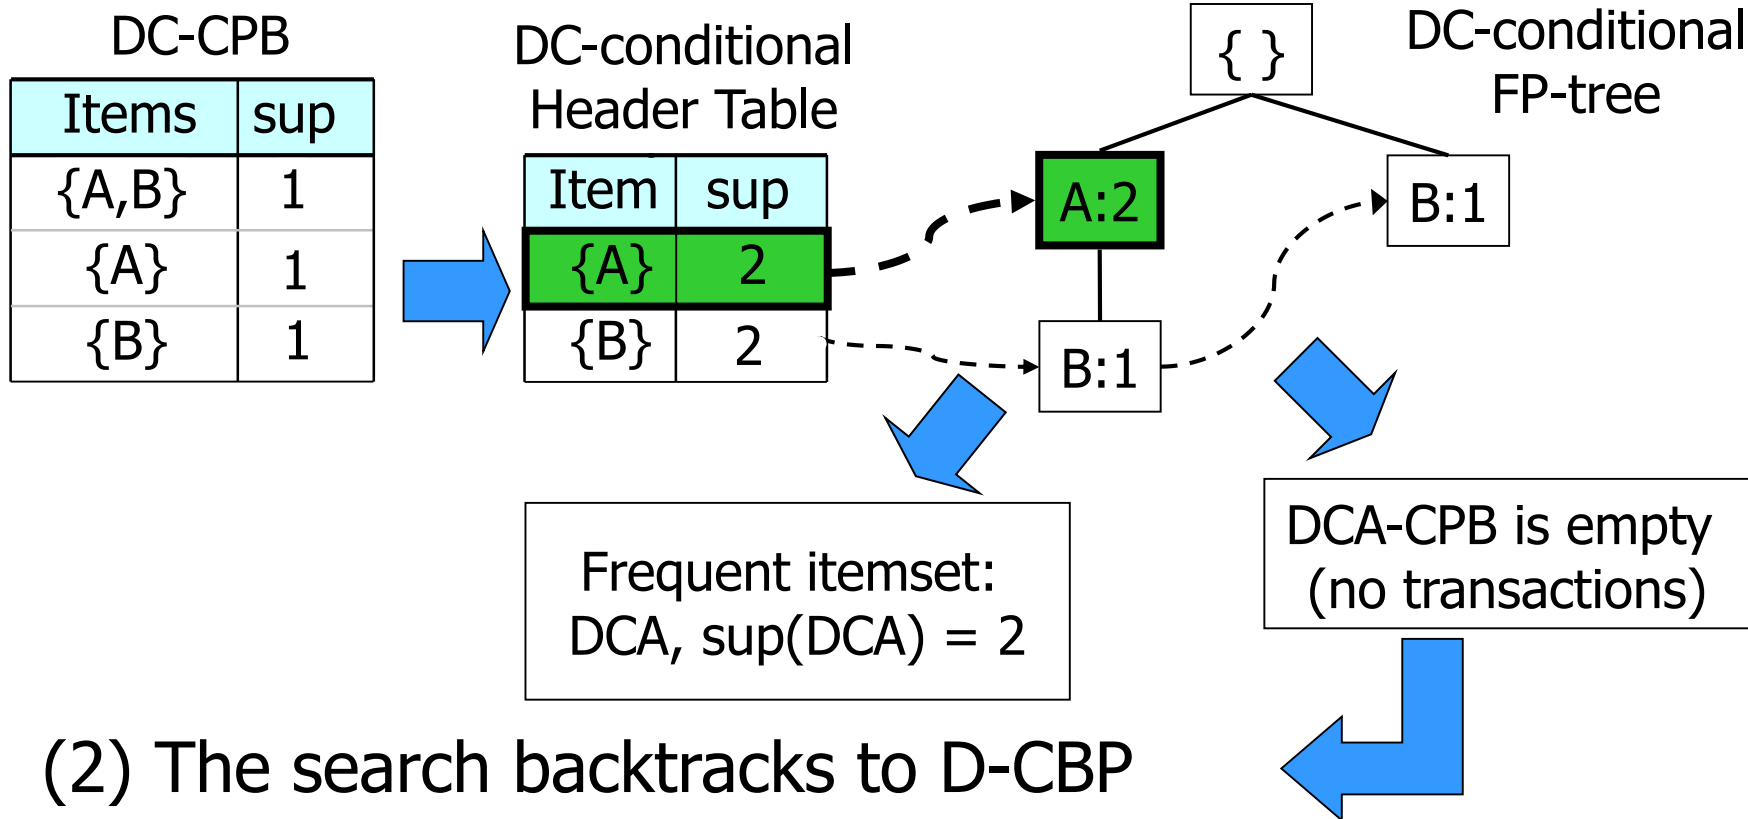 DC-CPB
Items sup
{A,B} 1
{A} 1
{B} 1
DC-conditional
Header Table
Item sup
{A} 2
{B} 2
DC-conditional
FP-tree
{ }
A:2
B:1
B:1
Frequent itemset:
DCA, sup(DCA) = 2
DCA-CPB is empty
(no transactions)
(2) The search backtracks to D-CBP